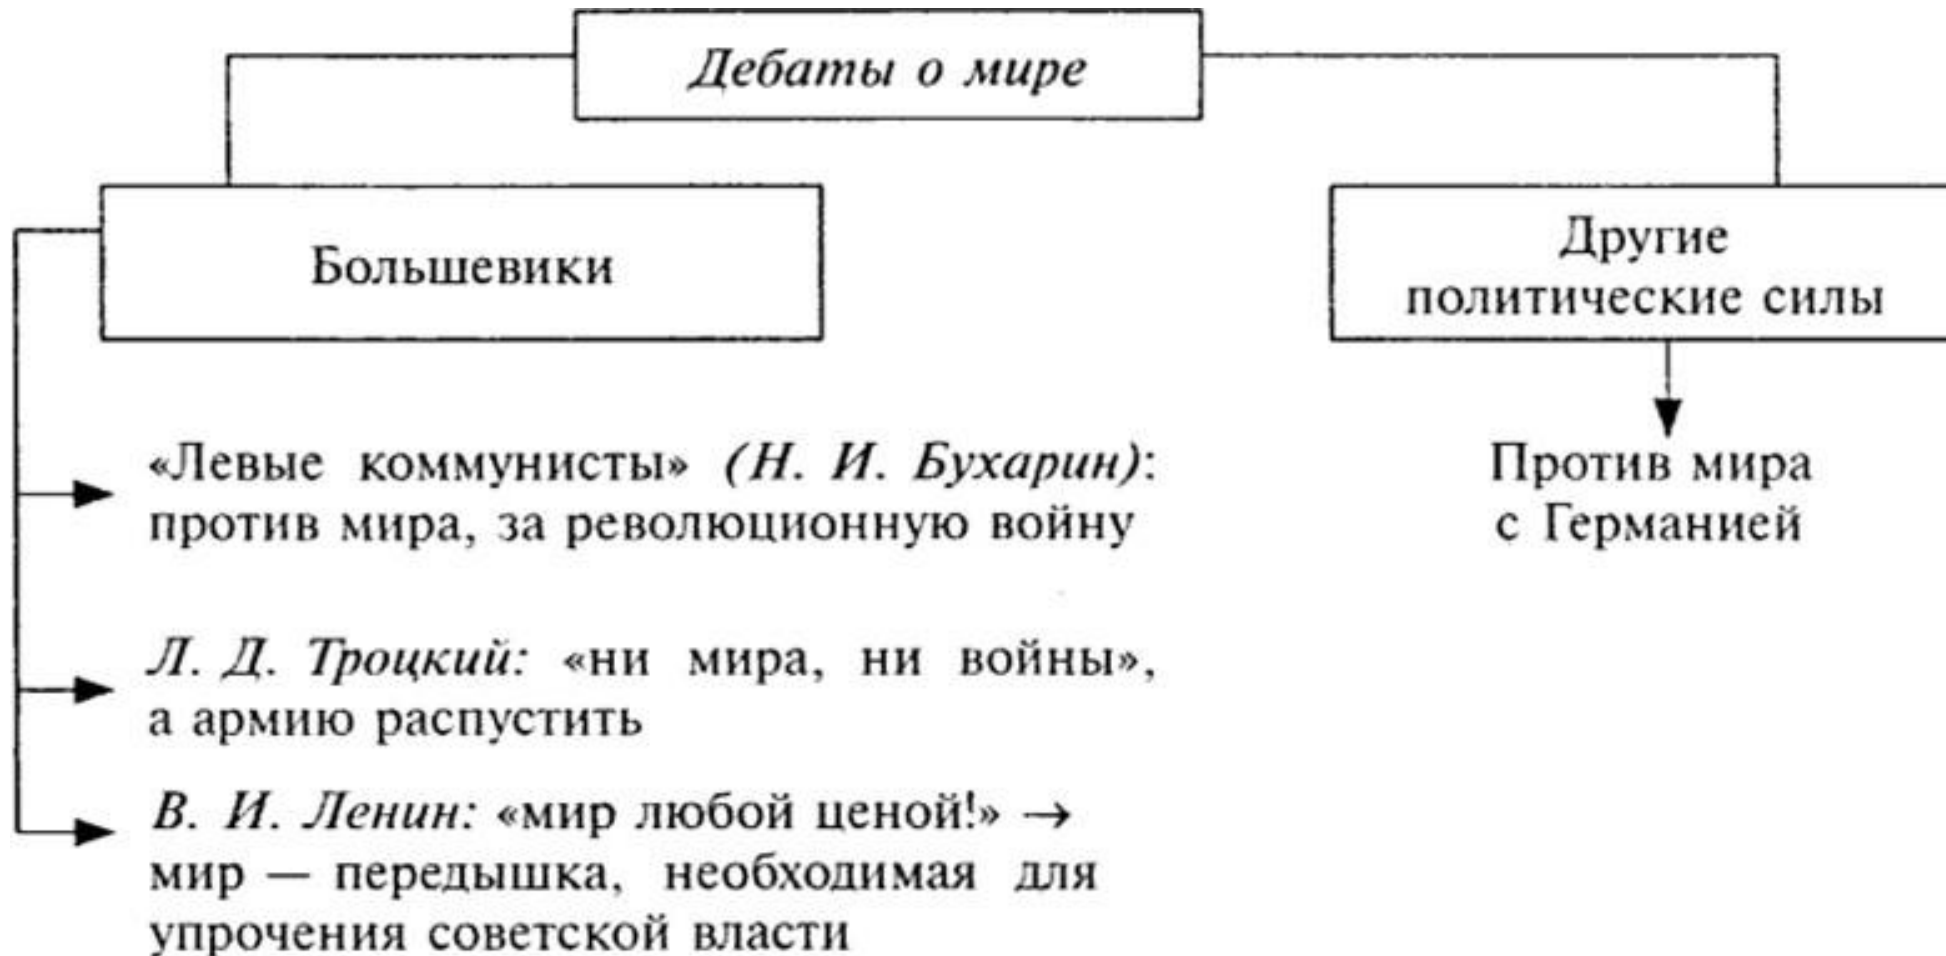 Дебаты о мире
Большевики
Другие
политические силы
«Левые коммунисты» (Н. И. Бухарин):
против мира, за революционную войну
Л. Д. Троцкий: «ни мира, ни войны»,
а армию распустить
В. И. Ленин: «мир любой ценой!» →
мир — передышка, необходимая для
упрочения советской власти
Против мира
с Германией